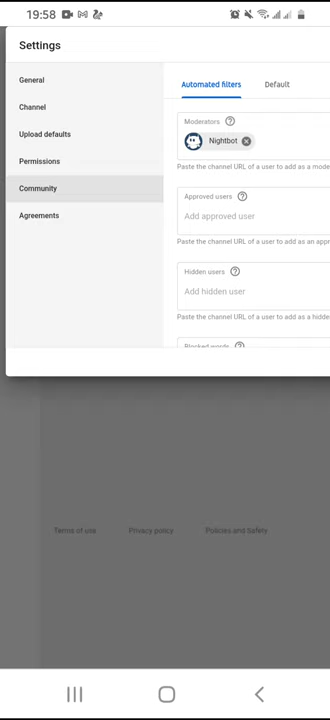 19:58
Settings
General
Channel
Upload defaults
Permissions
Community
Agreements
Automated filters
Default
Moderators
Nightbot
Paste the channel URL of a user to add as a mode
Approved users
Add approved user
Paste the channel URL of a user to add as an appr
Hidden users
Add hidden user
Paste the channel URL of a user to add as a hidde
Blocked words
Terms of use
Privacy policy
Policies and Safety